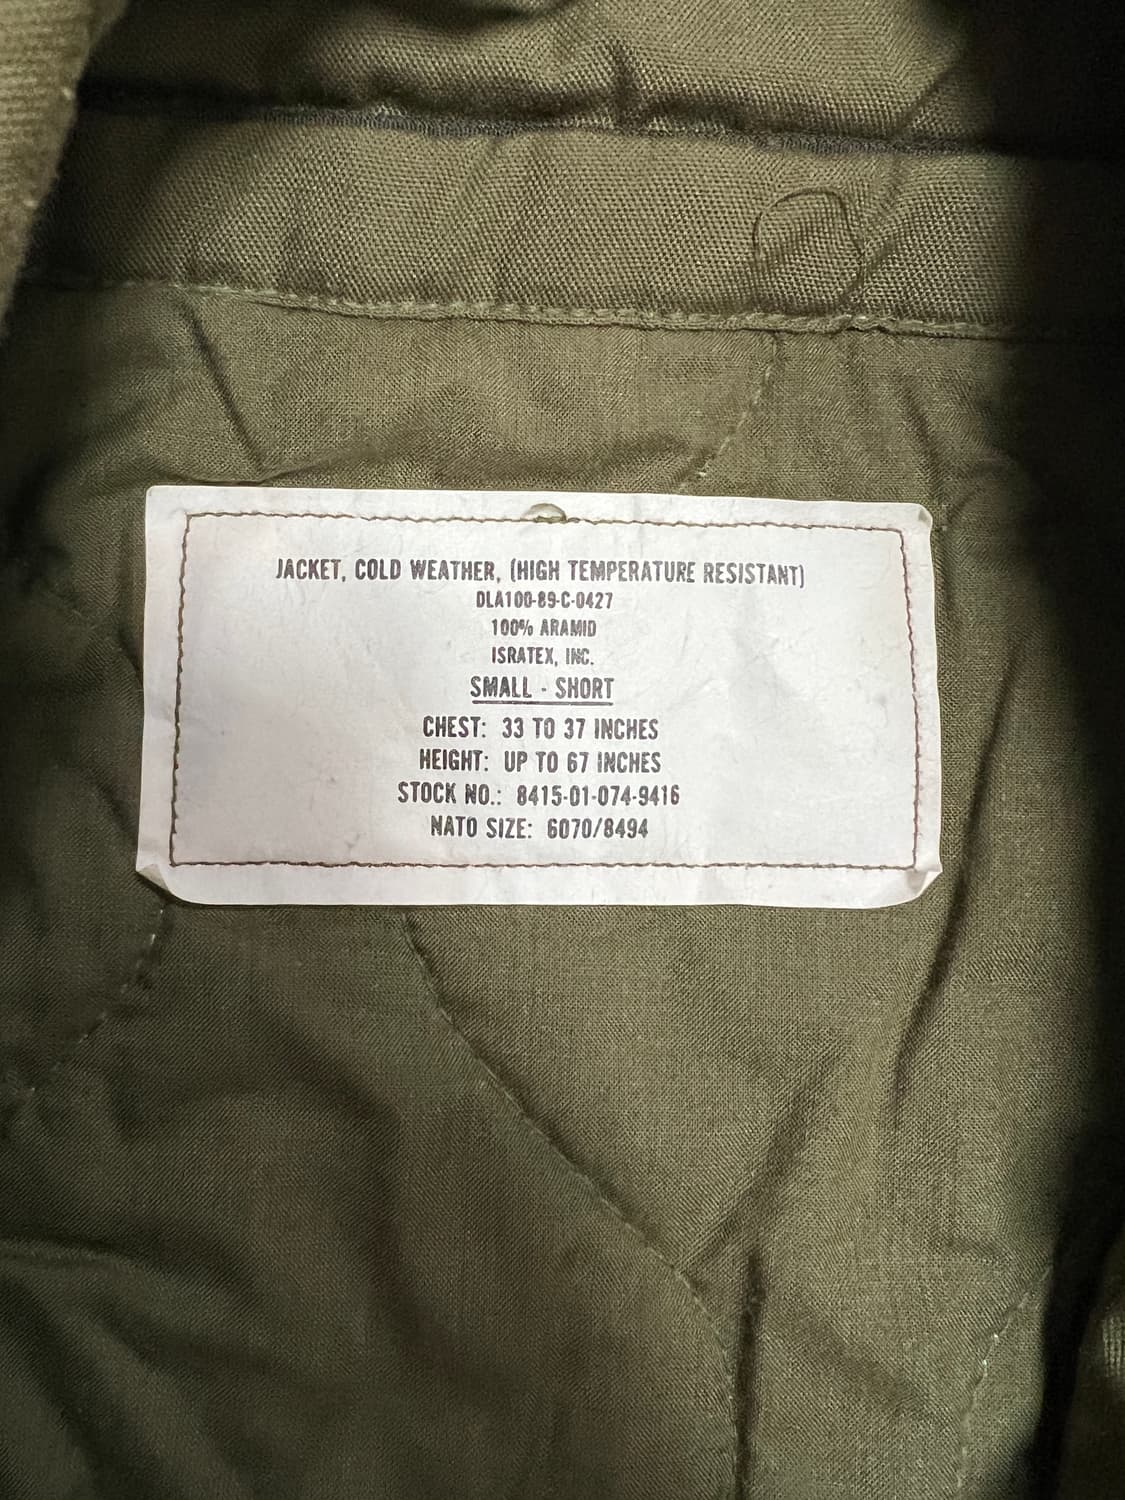 JACKET, COLD WEATHER, (HIGH TEMPERATURE RESISTANT)
DLA100-89-C-0427
100% ARAMID
ISRATEX, INC.
SMALL - SHORT
CHEST: 33 TO 37 INCHES
HEIGHT: UP TO 67 INCHES
STOCK NO.: 8415-01-074-9416
NATO SIZE: 6070/8494